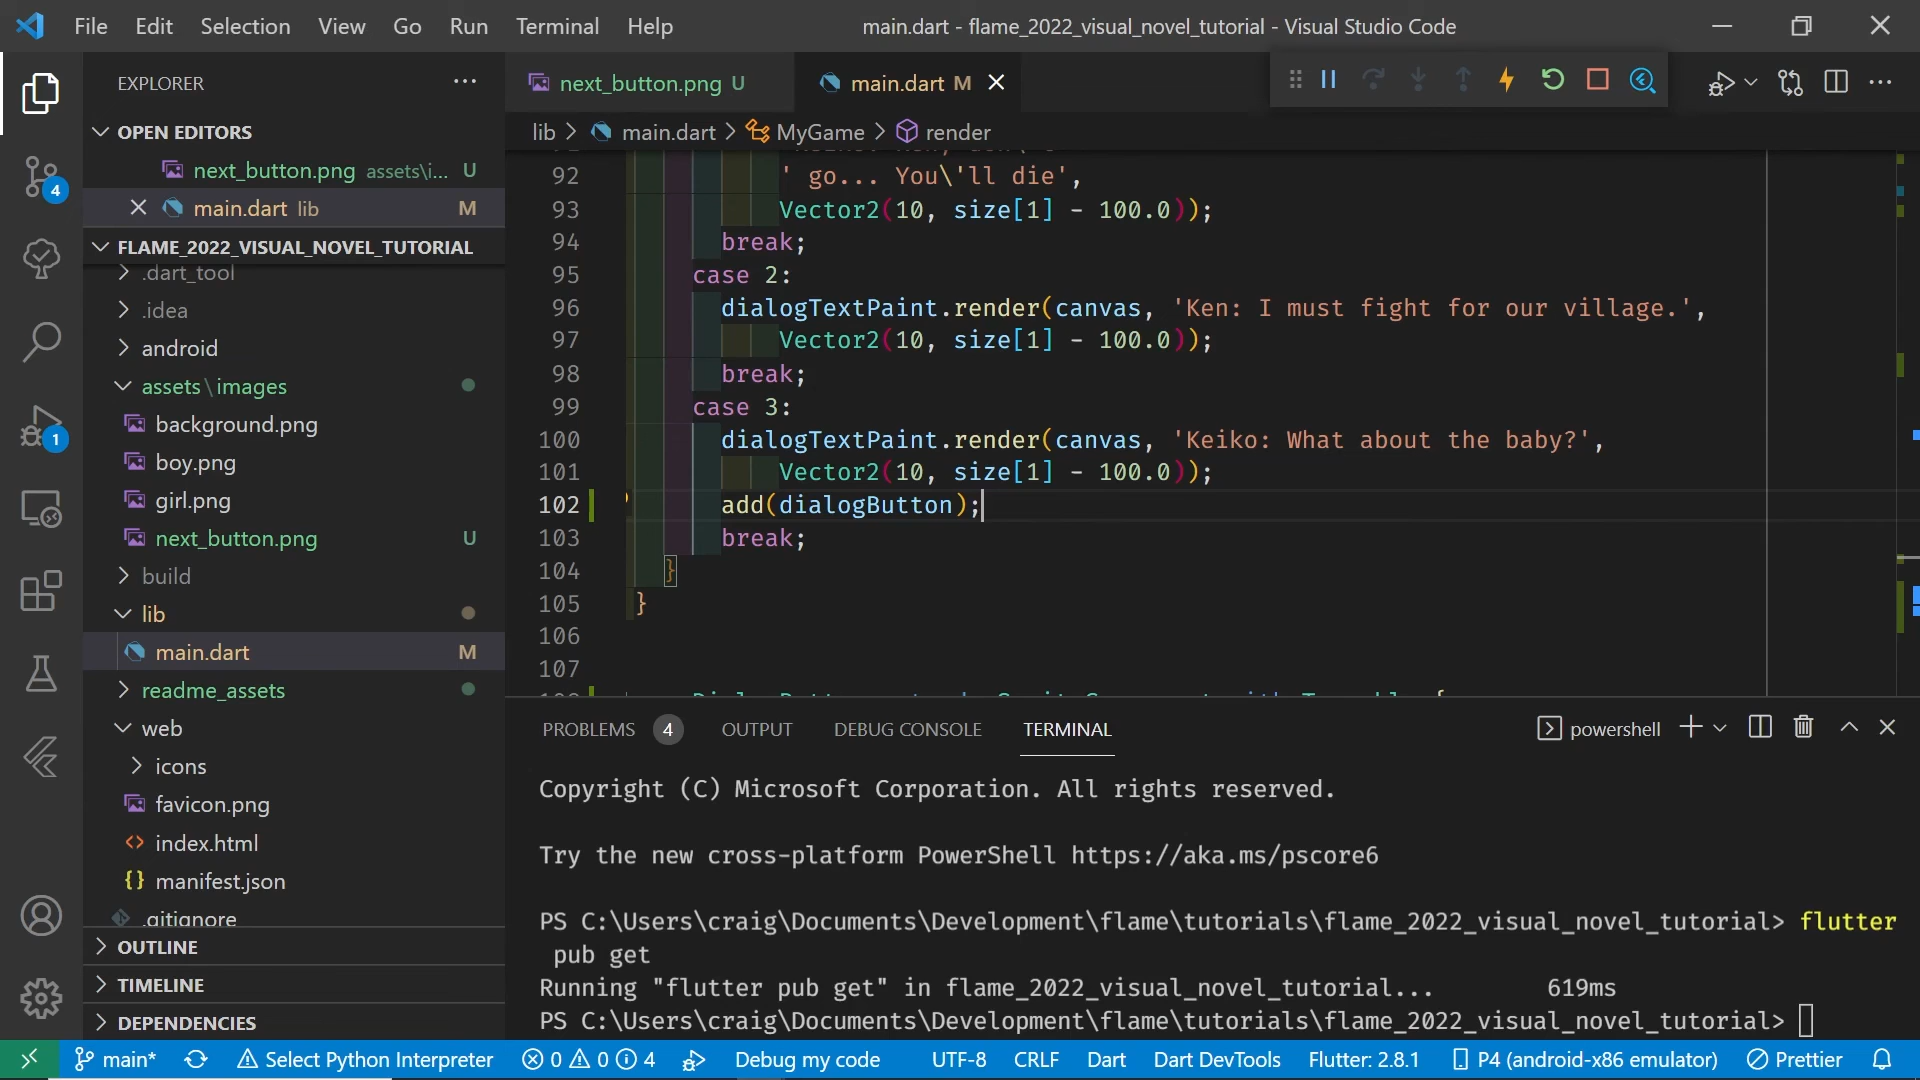 File Edit Selection View Go Run Terminal Help
main.dart - flame_2022_visual_novel_tutorial - Visual Studio Code
EXPLORER
OPEN EDITORS
next_button.png assets\i... U
main.dart lib M
FLAME_2022_VISUAL_NOVEL_TUTORIAL
.dart_tool
.idea
android
assets\images
background.png
boy.png
girl.png
next_button.png U
build
lib
main.dart M
readme_assets
web
icons
favicon.png
index.html
manifest.json
.gitignore
OUTLINE
TIMELINE
DEPENDENCIES
4
1
next_button.png U
main.dart M
lib > main.dart > MyGame > render
92 ' go... You\'ll die',
93 Vector2(10, size[1] - 100.0));
94 break;
95 case 2:
96 dialogTextPaint.render(canvas, 'Ken: I must fight for our village.',
97 Vector2(10, size[1] - 100.0));
98 break;
99 case 3:
100 dialogTextPaint.render(canvas, 'Keiko: What about the baby?',
101 Vector2(10, size[1] - 100.0));
102 add(dialogButton);
103 break;
104 }
105 }
106
107
PROBLEMS 4 OUTPUT DEBUG CONSOLE TERMINAL
powershell
Copyright (C) Microsoft Corporation. All rights reserved.
Try the new cross-platform PowerShell https://aka.ms/pscore6
PS C:\Users\craig\Documents\Development\flame\tutorials\flame_2022_visual_novel_tutorial> flutter
pub get
Running "flutter pub get" in flame_2022_visual_novel_tutorial... 619ms
PS C:\Users\craig\Documents\Development\flame\tutorials\flame_2022_visual_novel_tutorial>
main* Select Python Interpreter 0 0 4 Debug my code UTF-8 CRLF Dart Dart DevTools Flutter: 2.8.1 P4 (android-x86 emulator) Prettier